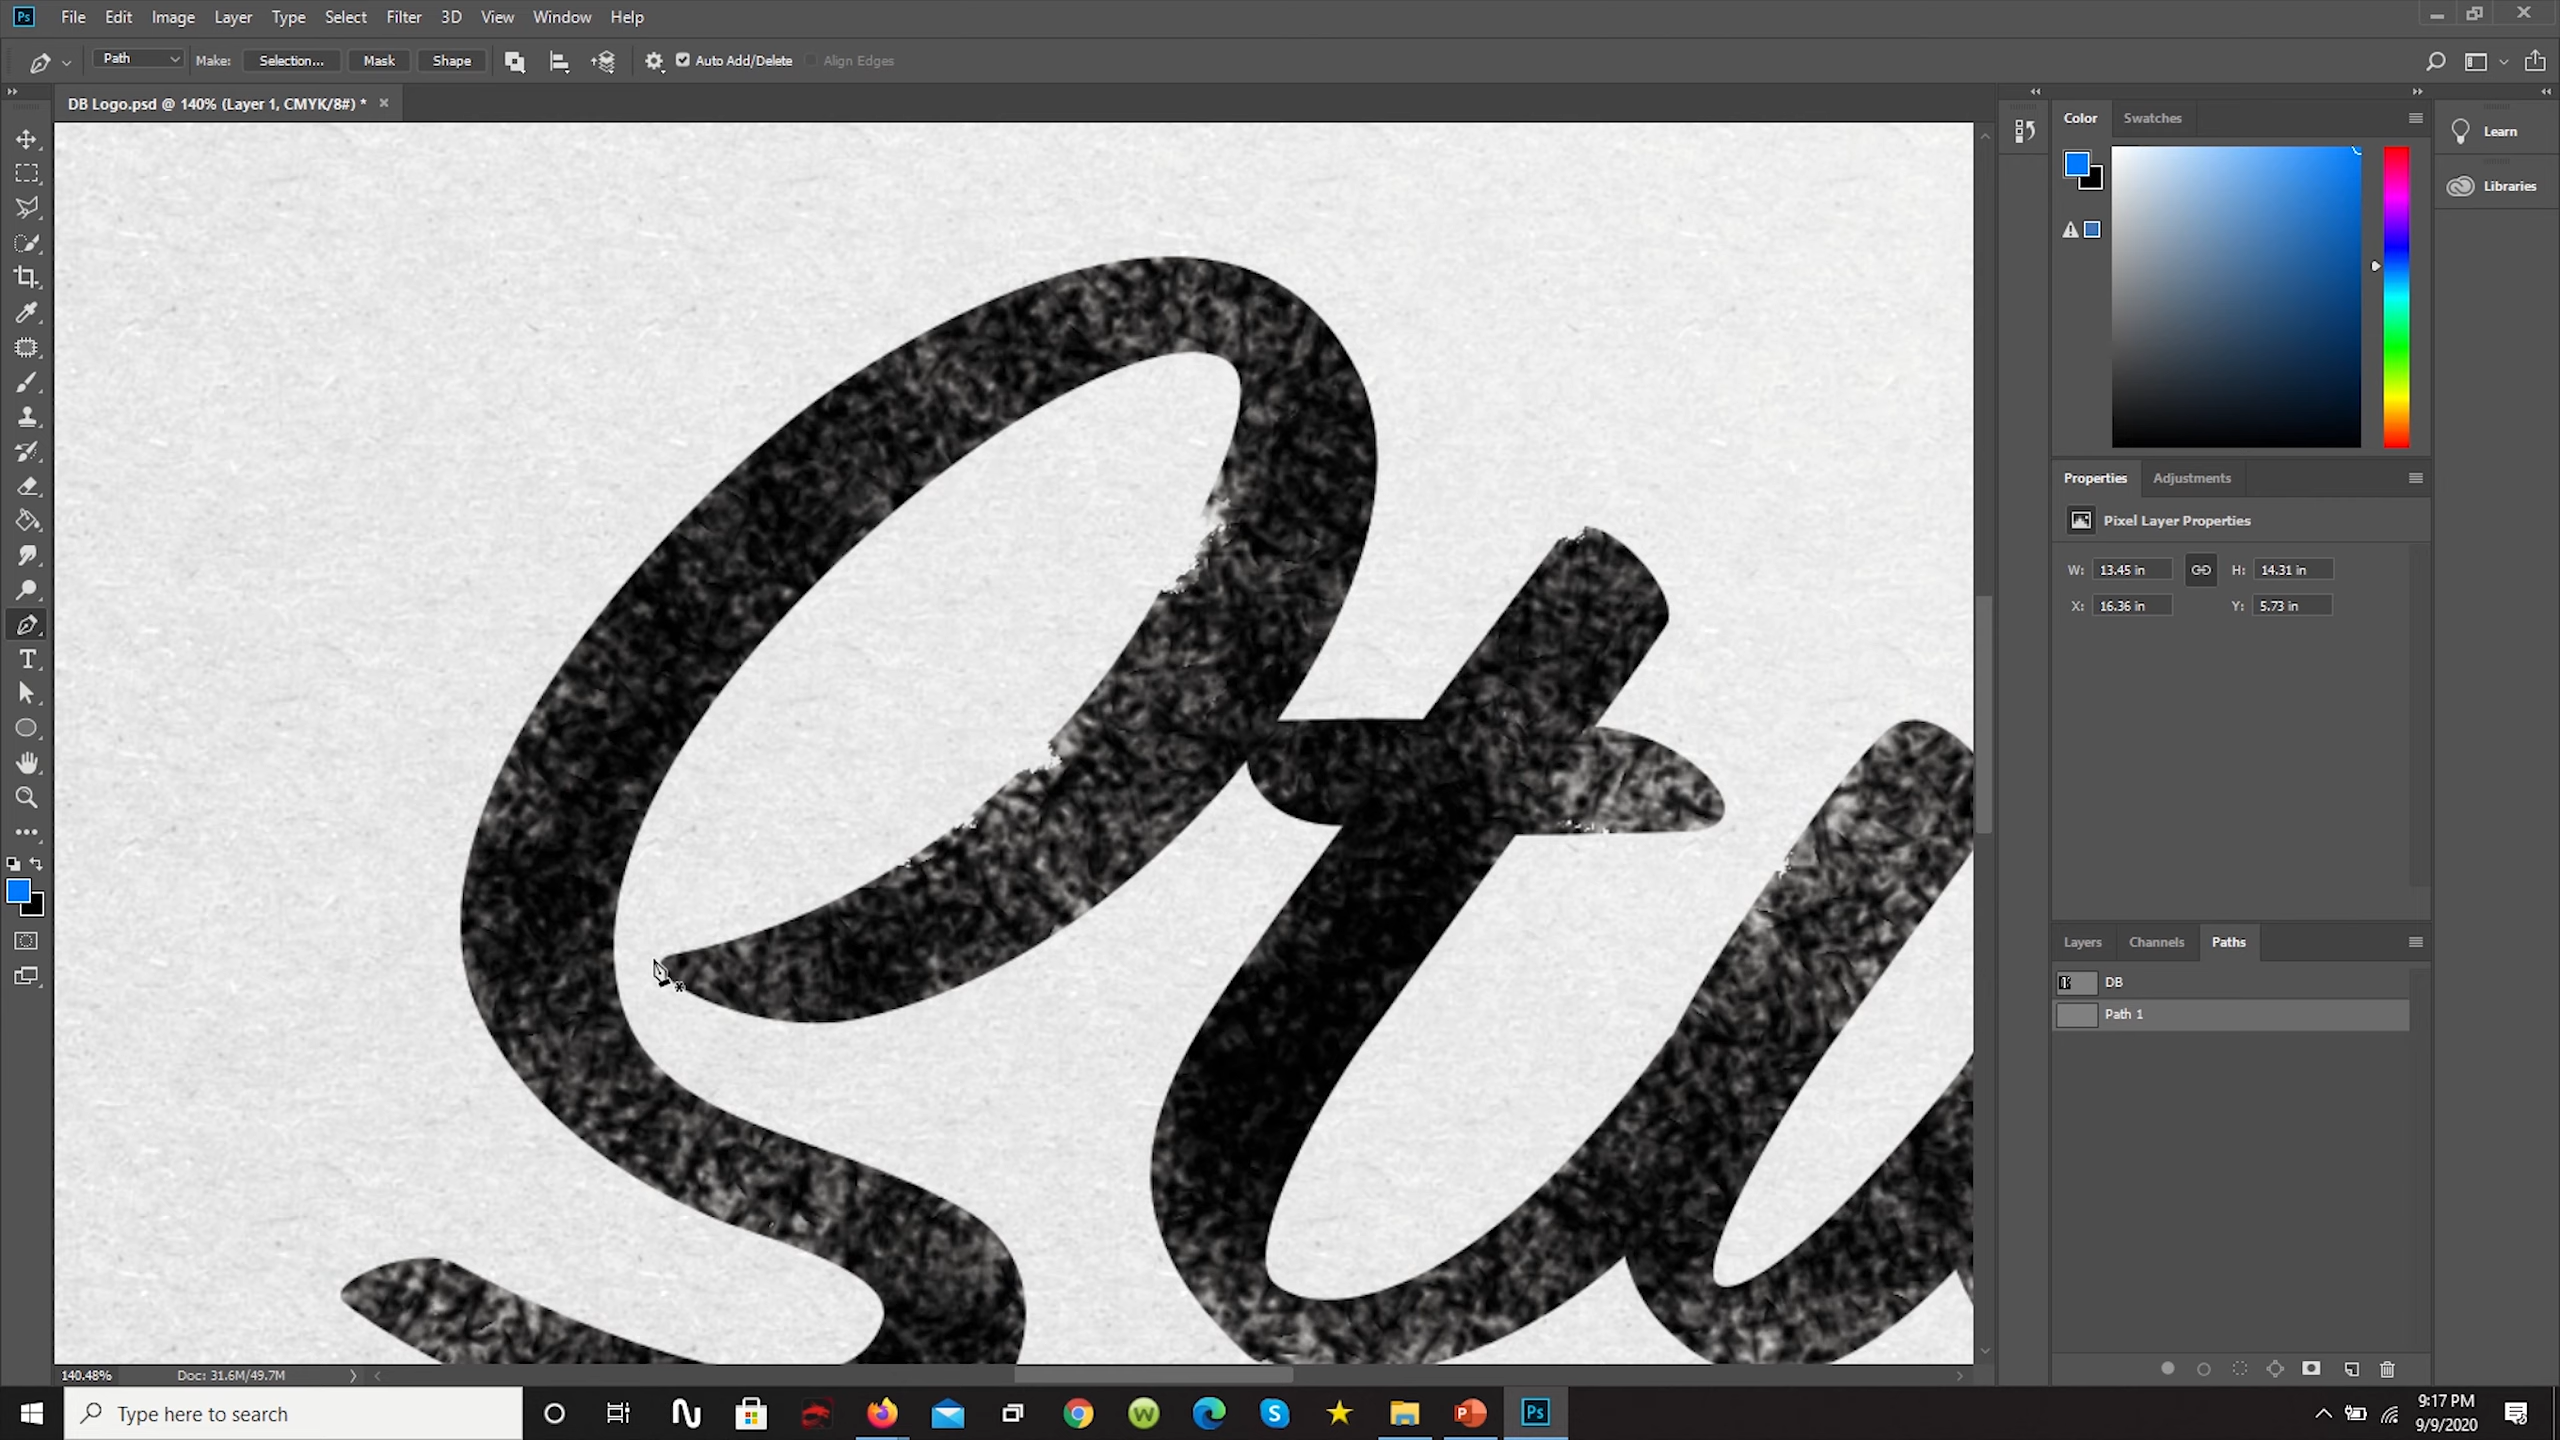 Ps File Edit Image Layer Type Select Filter 3D View Window Help
Path Make: Selection... Mask Shape Auto Add/Delete Align Edges
DB Logo.psd @ 140% (Layer 1, CMYK/8#) *
Color Swatches
Learn
Libraries
Properties Adjustments
Pixel Layer Properties
W: 13.45 in H: 14.31 in
X: 16.36 in Y: 5.73 in
Stu
Layers Channels Paths
DB
Path 1
140.48% Doc: 31.6M/49.7M
Type here to search
9:17 PM
9/9/2020